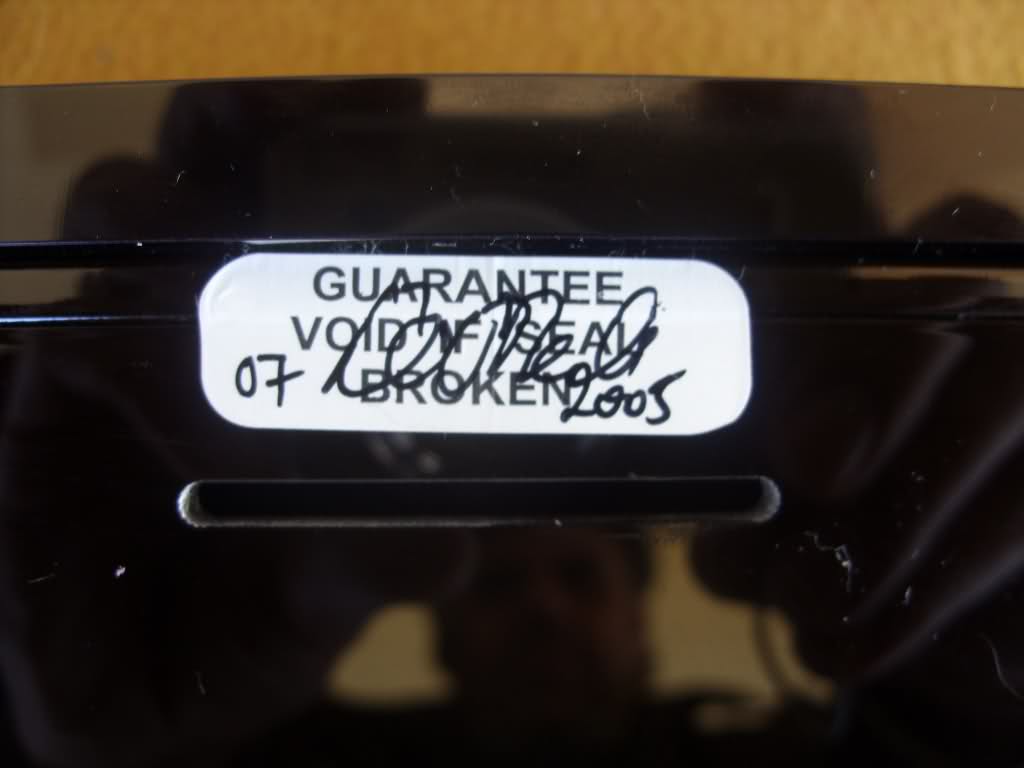 GUARANTEE
VOID IF SEAL
BROKEN
07
2005